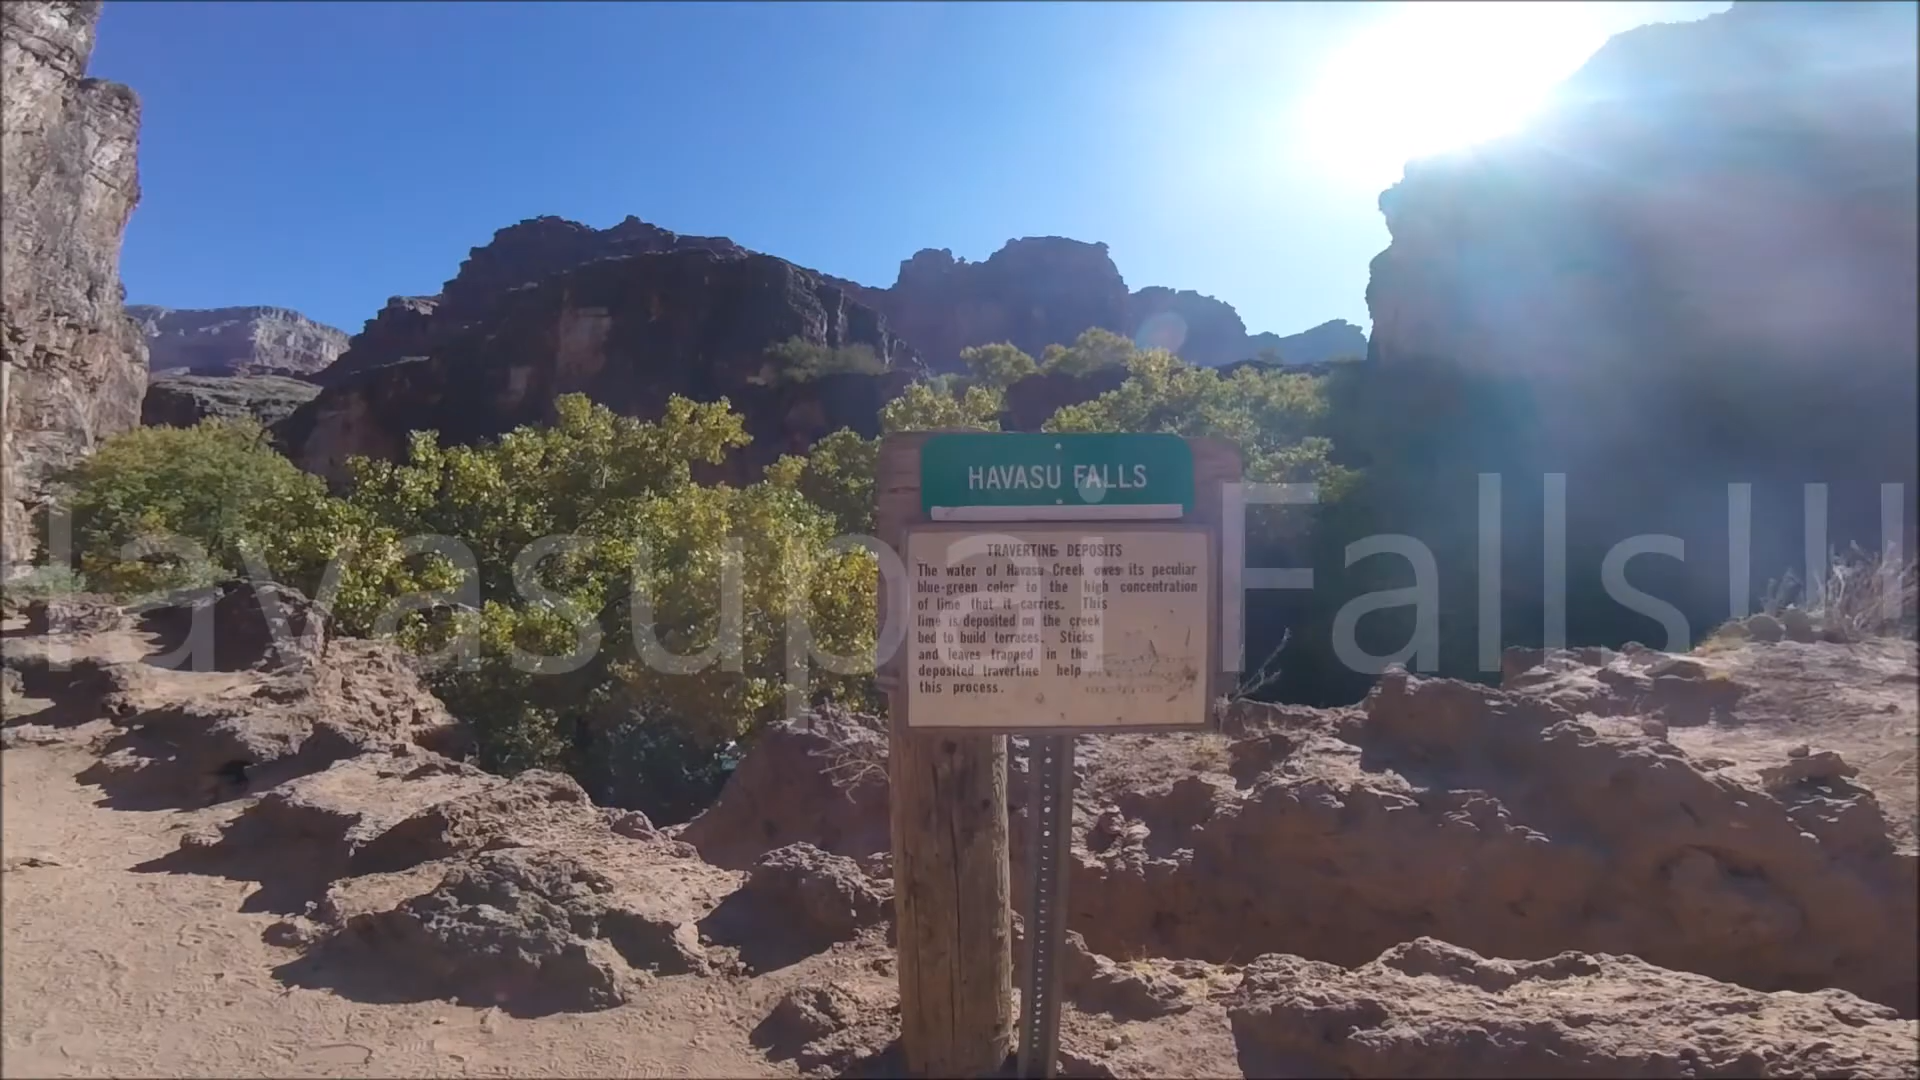 HAVASU FALLS
TRAVERTINE DEPOSITS
The water of Havasu Creek owes its peculiar
blue-green color to the high concentration
of lime that it carries. This
lime is deposited on the creek
bed to build terraces. Sticks
and leaves trapped in the
deposited travertine help
this process.
Havasupai Falls!!!